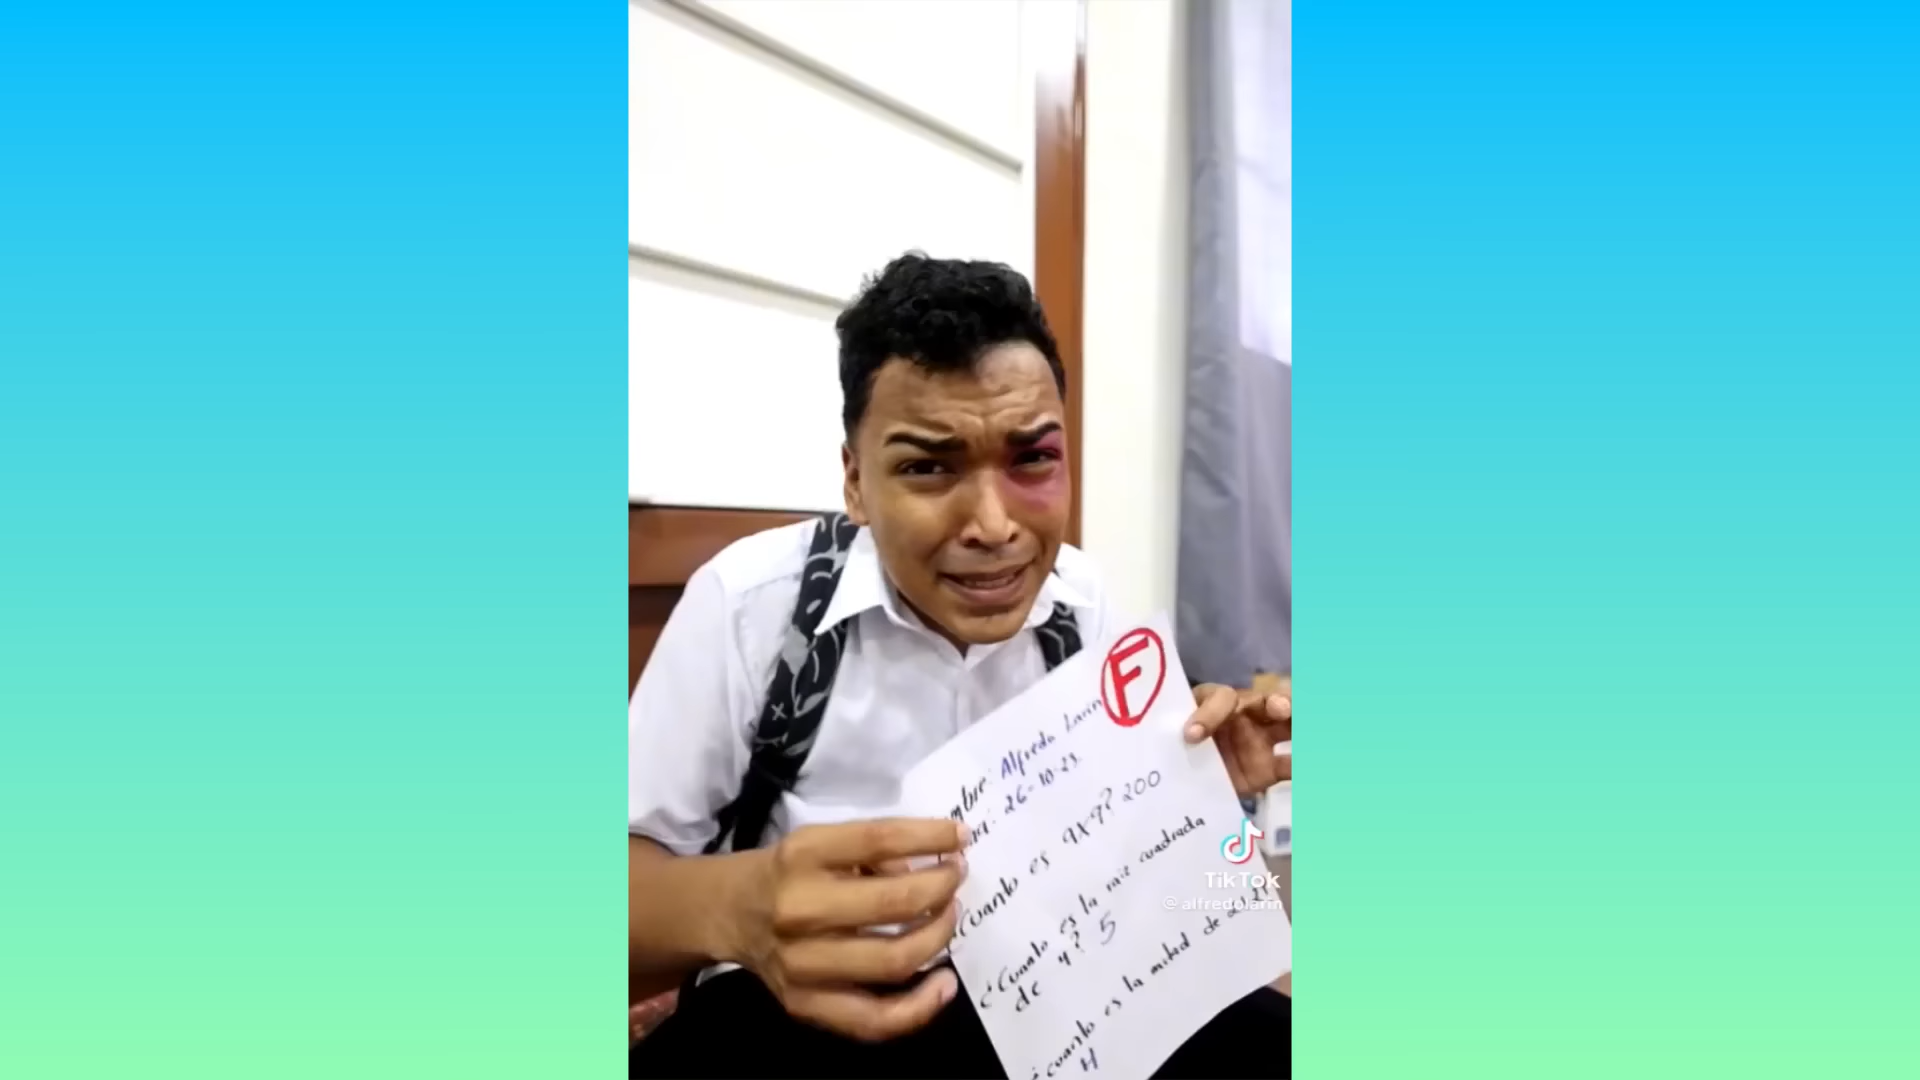 F
Alfredo Larin
26-10-23
Cuanto es 9x9? 200
¿Cuanto es la raiz cuadrada
de 4? 5
¿Cuanto es la mitad de
TikTok
@alfredolarin